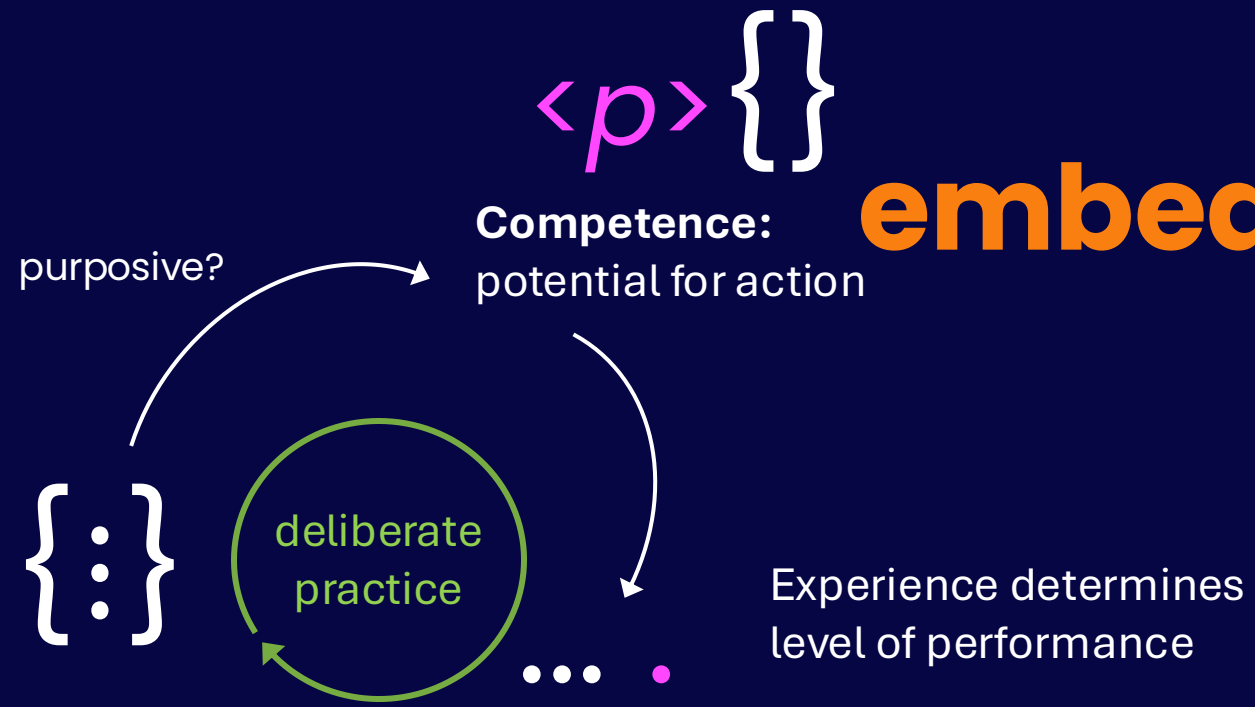 <p>{}
embed
Competence:
potential for action
purposive?
deliberate
practice
{⋮}
Experience determines
level of performance